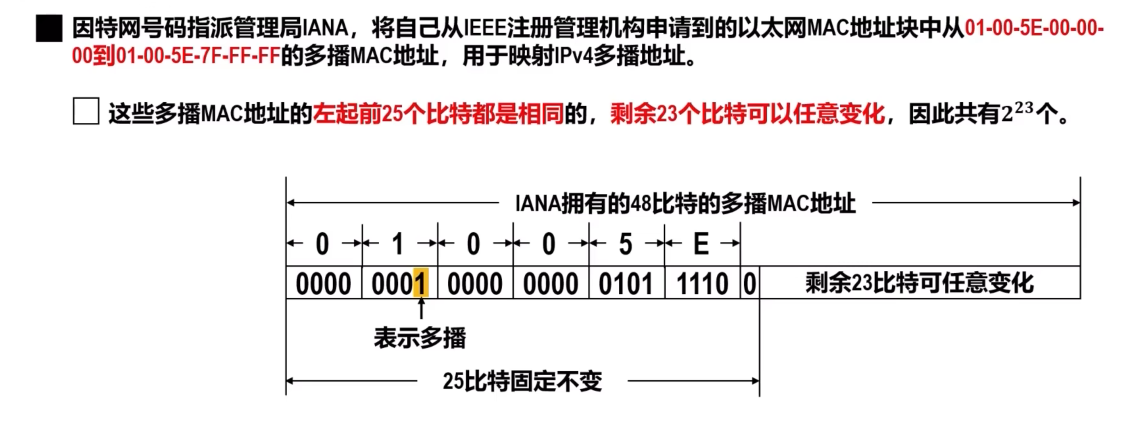 因特网号码指派管理局IANA，将自己从IEEE注册管理机构申请到的以太网MAC地址块中从01-00-5E-00-00-
00到01-00-5E-7F-FF-FF的多播MAC地址，用于映射IPv4多播地址。
这些多播MAC地址的左起前25个比特都是相同的，剩余23个比特可以任意变化，因此共有2²³个。
IANA拥有的48比特的多播MAC地址
0 1 0 0 5 E
0000 0001 0000 0000 0101 1110 0 剩余23比特可任意变化
表示多播
25比特固定不变